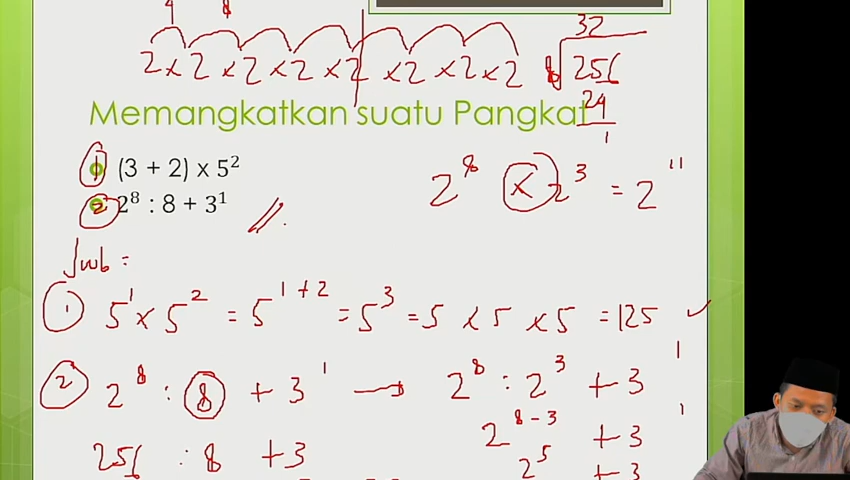 4 8
2 x 2 x 2 x 2 x 2 x 2 x 2 x 2
32
8 √256
24
1
Memangkatkan suatu Pangkat
1 (3 + 2) x 5²
2 2⁸ : 8 + 3¹
2⁸ x 2³ = 2¹¹
Jwb :
1 5¹ x 5² = 5¹⁺² = 5³ = 5 x 5 x 5 = 125 ✓
2 2⁸ : 8 + 3¹ → 2⁸ : 2³ + 3¹
2⁸⁻³ + 3¹
256 : 8 + 3
2⁵ + 3